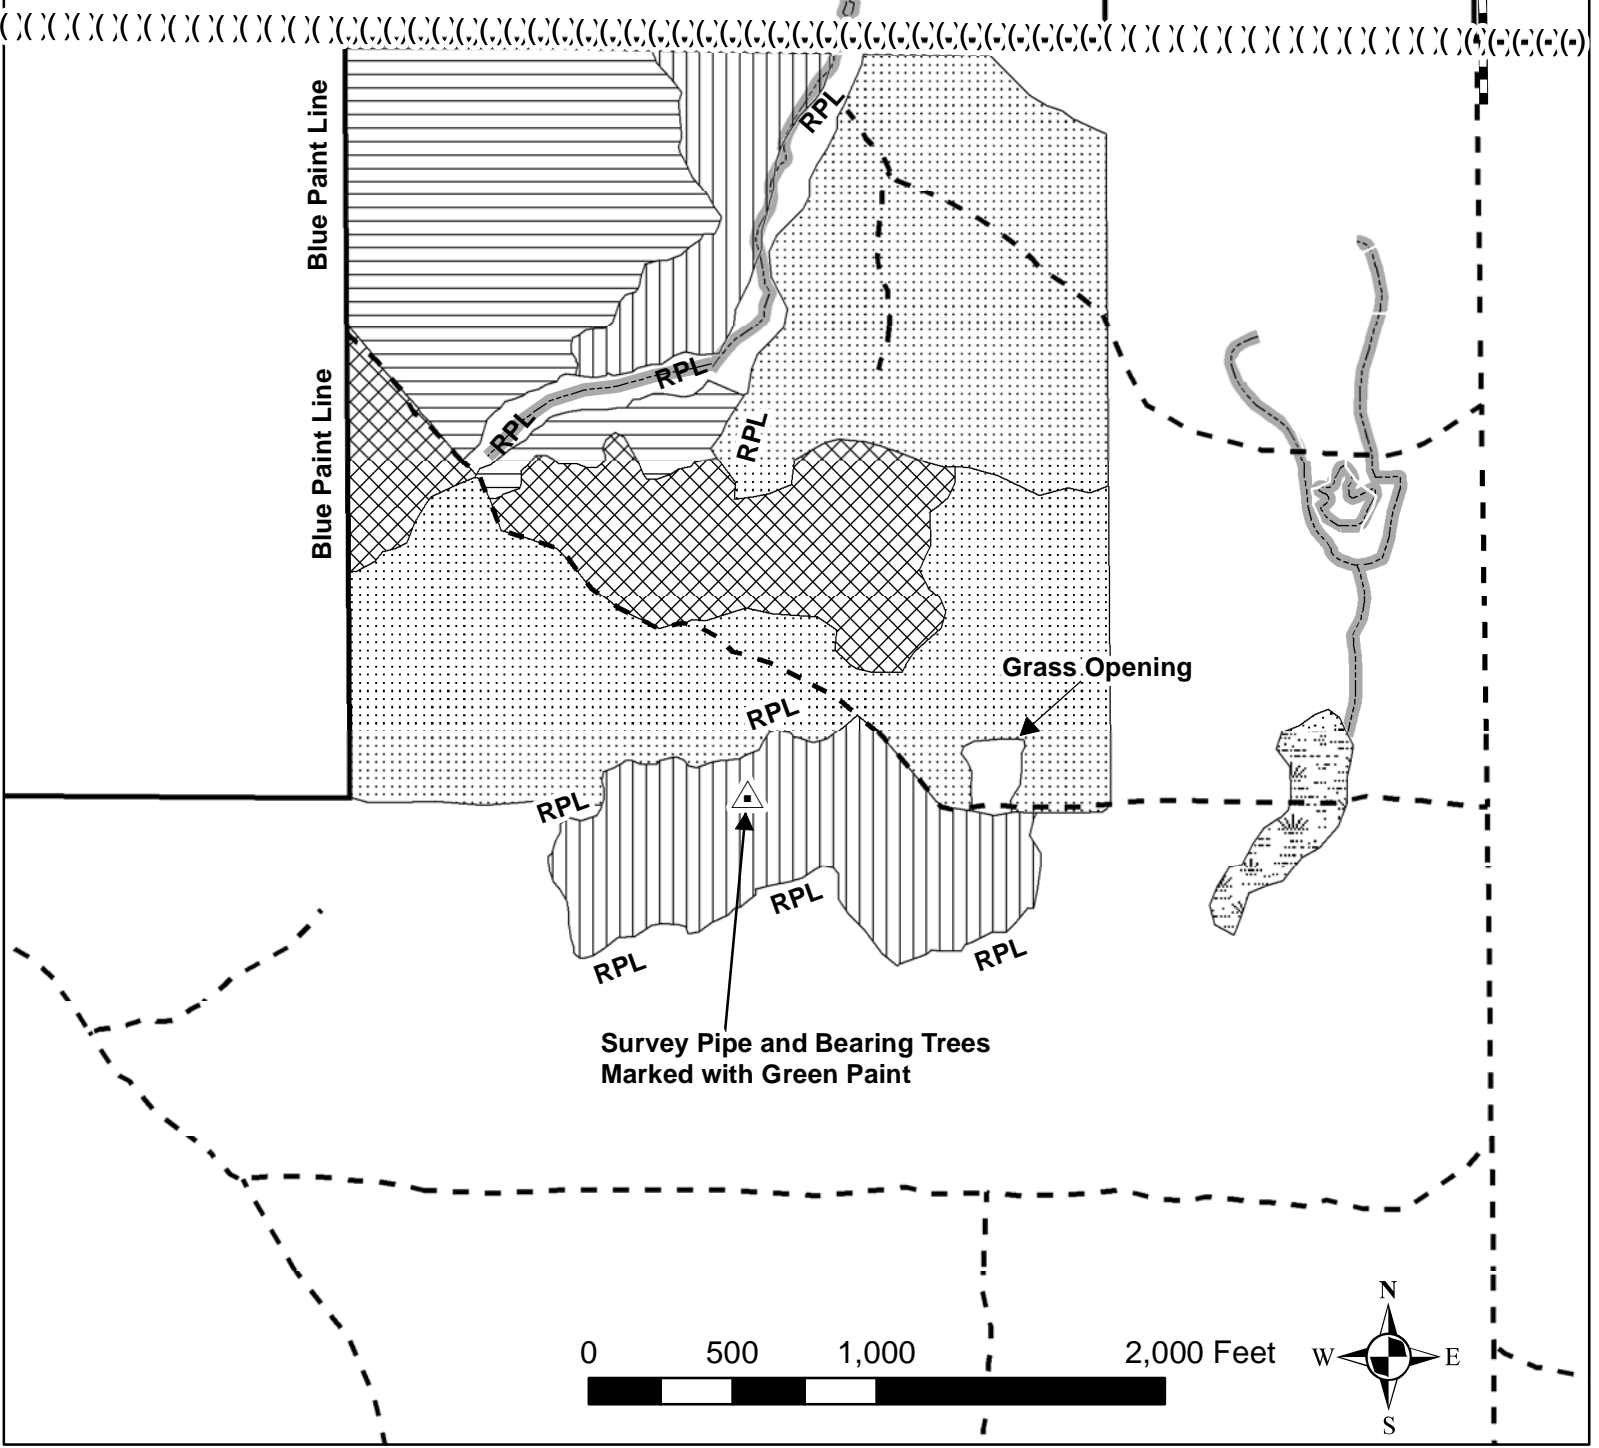 Blue Paint Line
RPL
RPL
RPL
RPL
Blue Paint Line
Grass Opening
RPL
RPL
RPL
RPL
RPL
Survey Pipe and Bearing Trees
Marked with Green Paint
0 500 1,000 2,000 Feet
N
W E
S